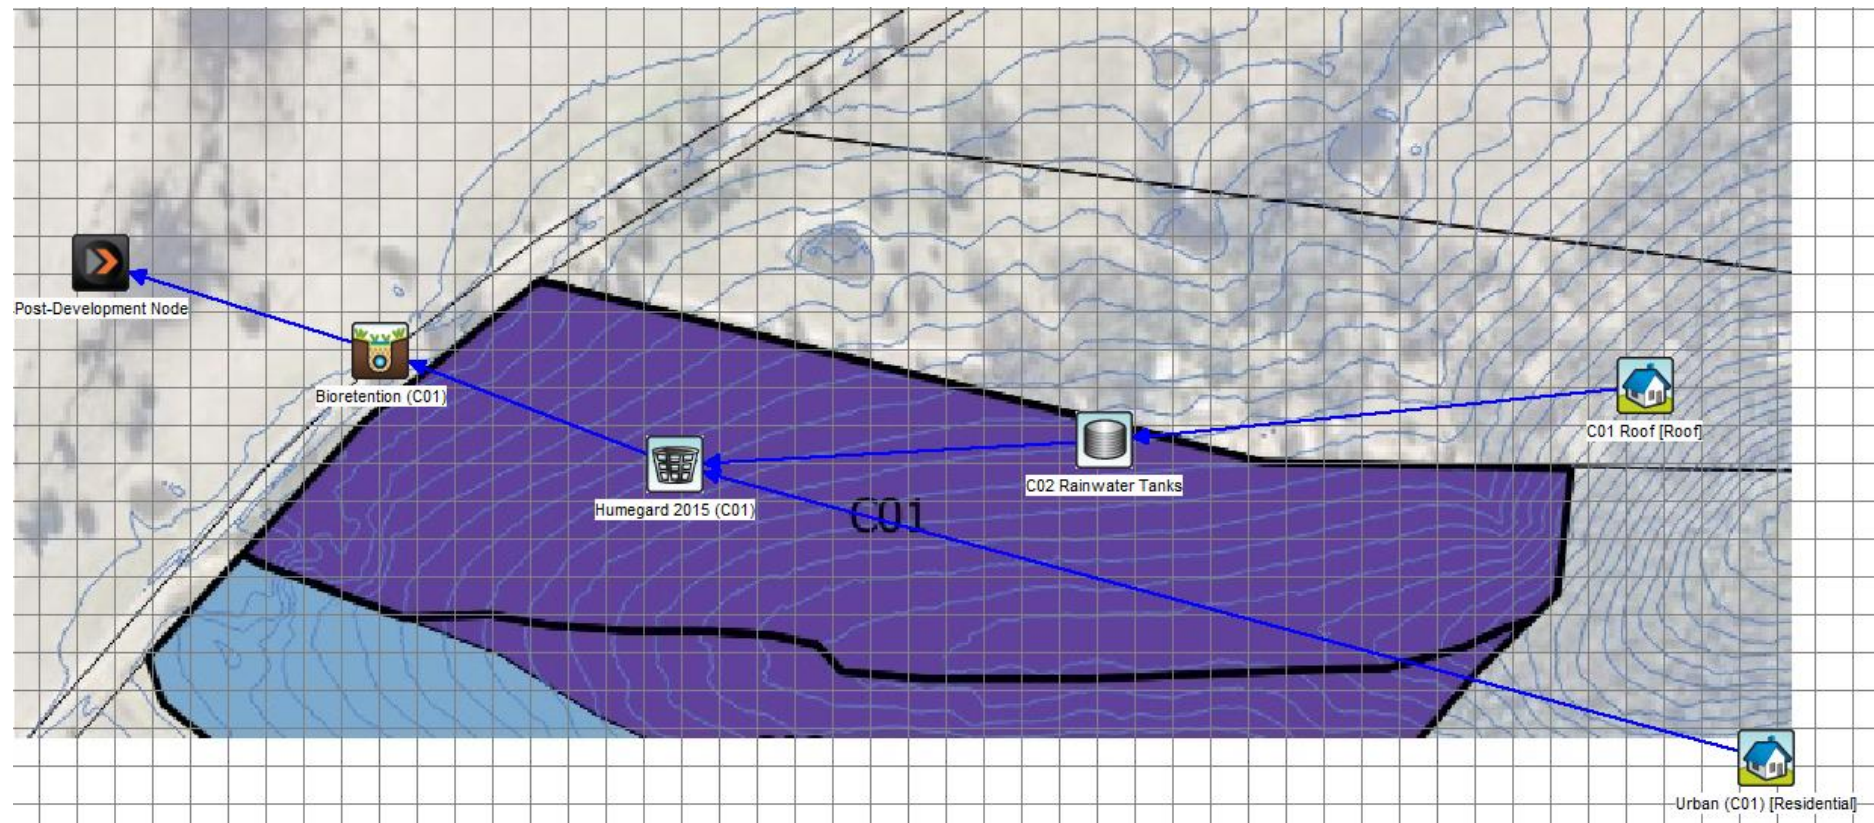 Post-Development Node
Bioretention (C01)
C01 Roof [Roof]
C02 Rainwater Tanks
Humegard 2015 (C01)
C01
Urban (C01) [Residential]